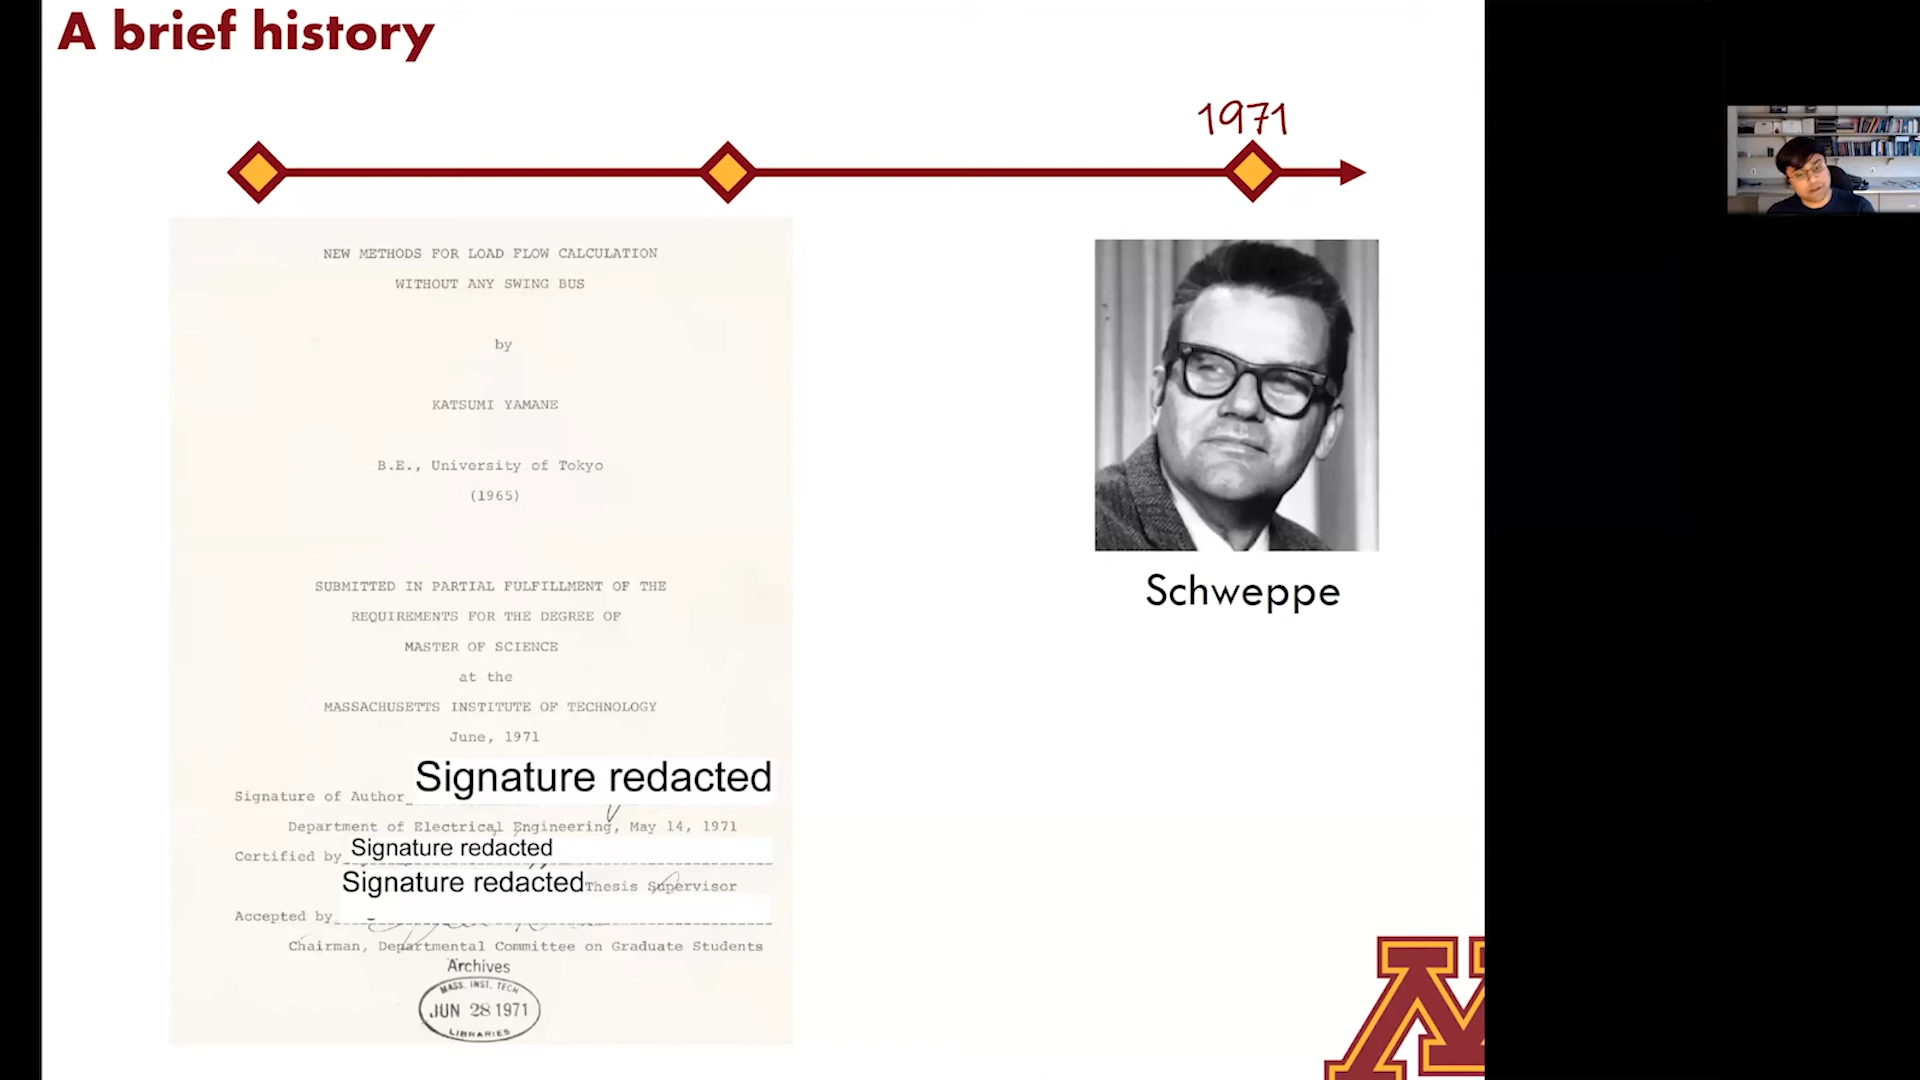 A brief history
1971
NEW METHODS FOR LOAD FLOW CALCULATION
WITHOUT ANY SWING BUS
by
KATSUMI YAMANE
B.E., University of Tokyo
(1965)
SUBMITTED IN PARTIAL FULFILLMENT OF THE
REQUIREMENTS FOR THE DEGREE OF
MASTER OF SCIENCE
at the
MASSACHUSETTS INSTITUTE OF TECHNOLOGY
June, 1971
Signature redacted
Signature of Author
Department of Electrical Engineering, May 14, 1971
Signature redacted
Certified by
Signature redacted Thesis Supervisor
Accepted by
Chairman, Departmental Committee on Graduate Students
Archives
MASS. INST. TECH.
JUN 28 1971
LIBRARIES
Schweppe
M